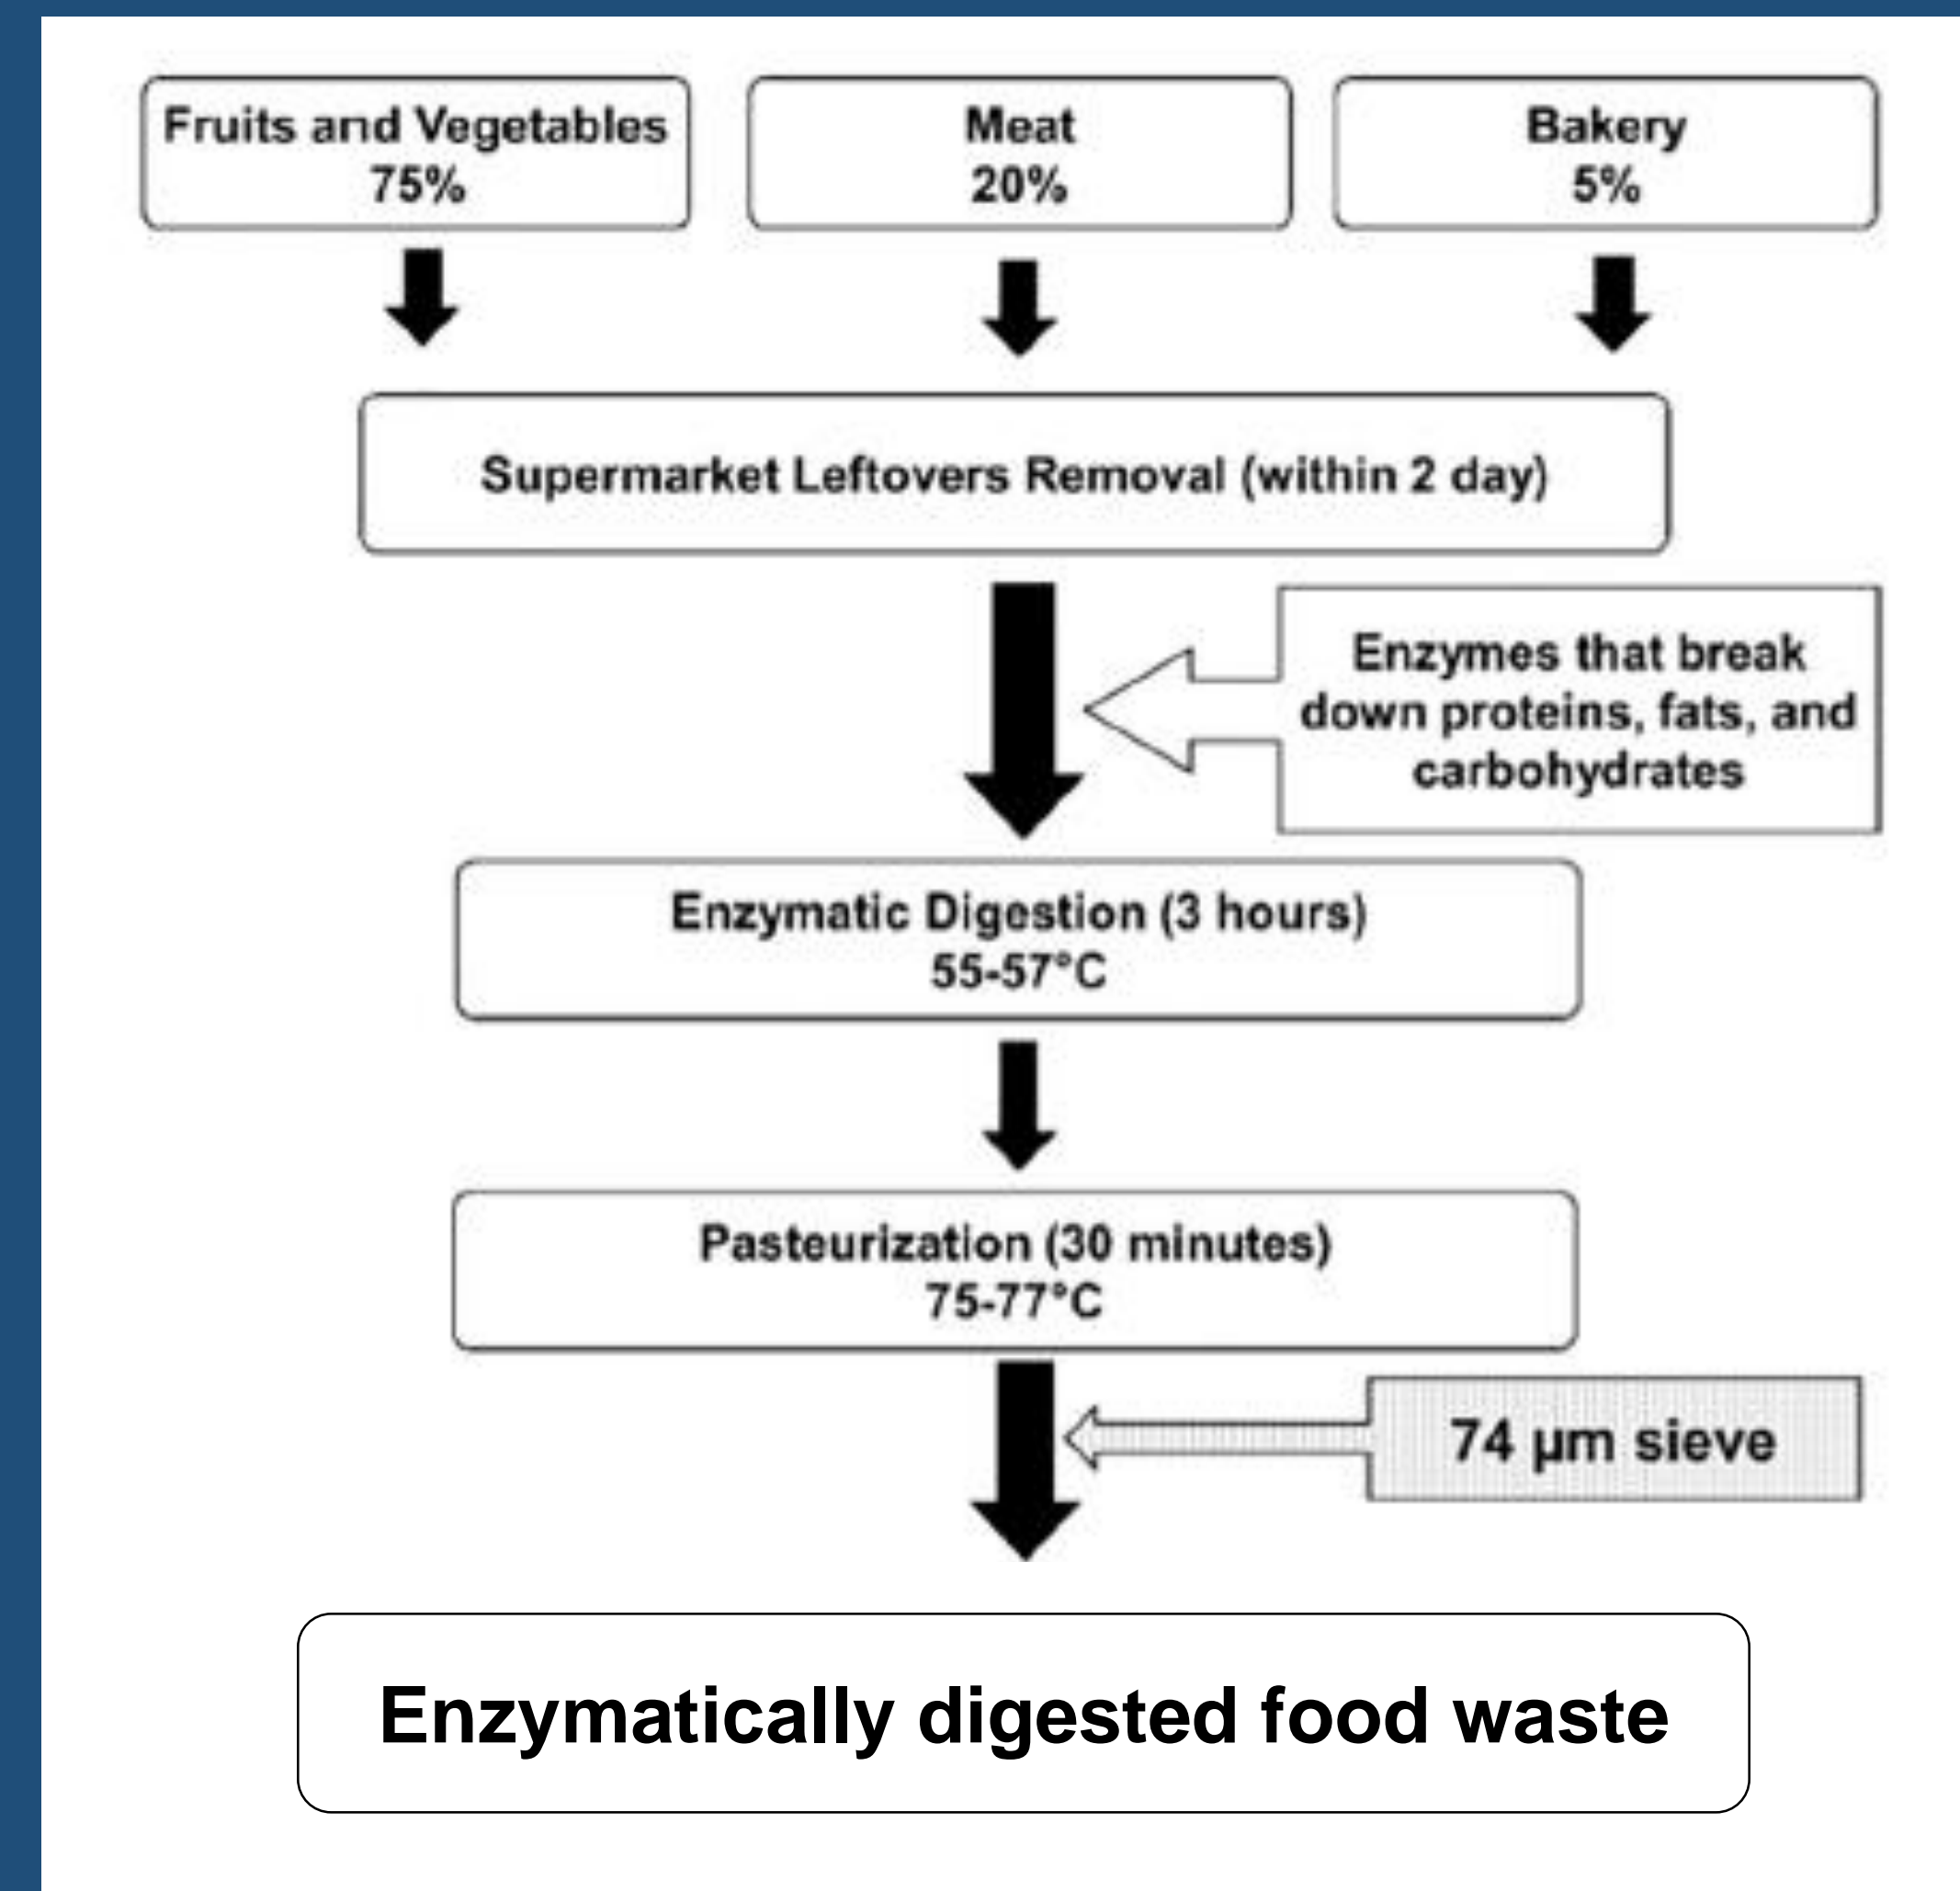 Fruits and Vegetables
75%
Meat
20%
Bakery
5%
Supermarket Leftovers Removal (within 2 day)
Enzymes that break
down proteins, fats, and
carbohydrates
Enzymatic Digestion (3 hours)
55-57°C
Pasteurization (30 minutes)
75-77°C
74 µm sieve
Enzymatically digested food waste